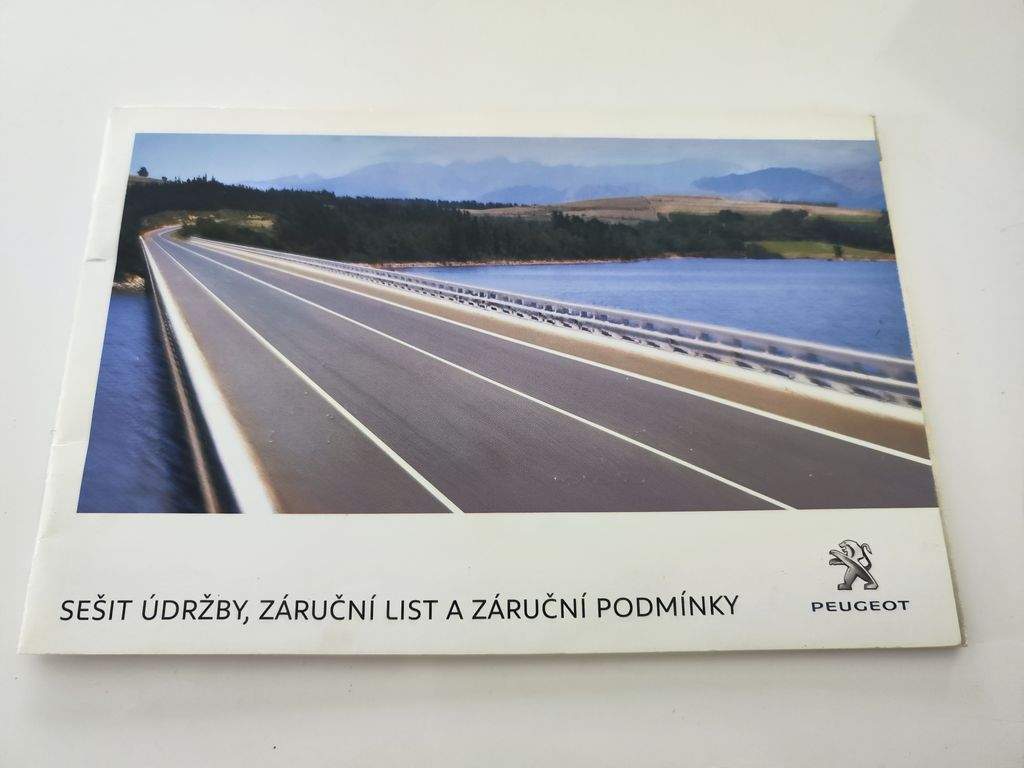 SEŠIT ÚDRŽBY, ZÁRUČNÍ LIST A ZÁRUČNÍ PODMÍNKY
PEUGEOT